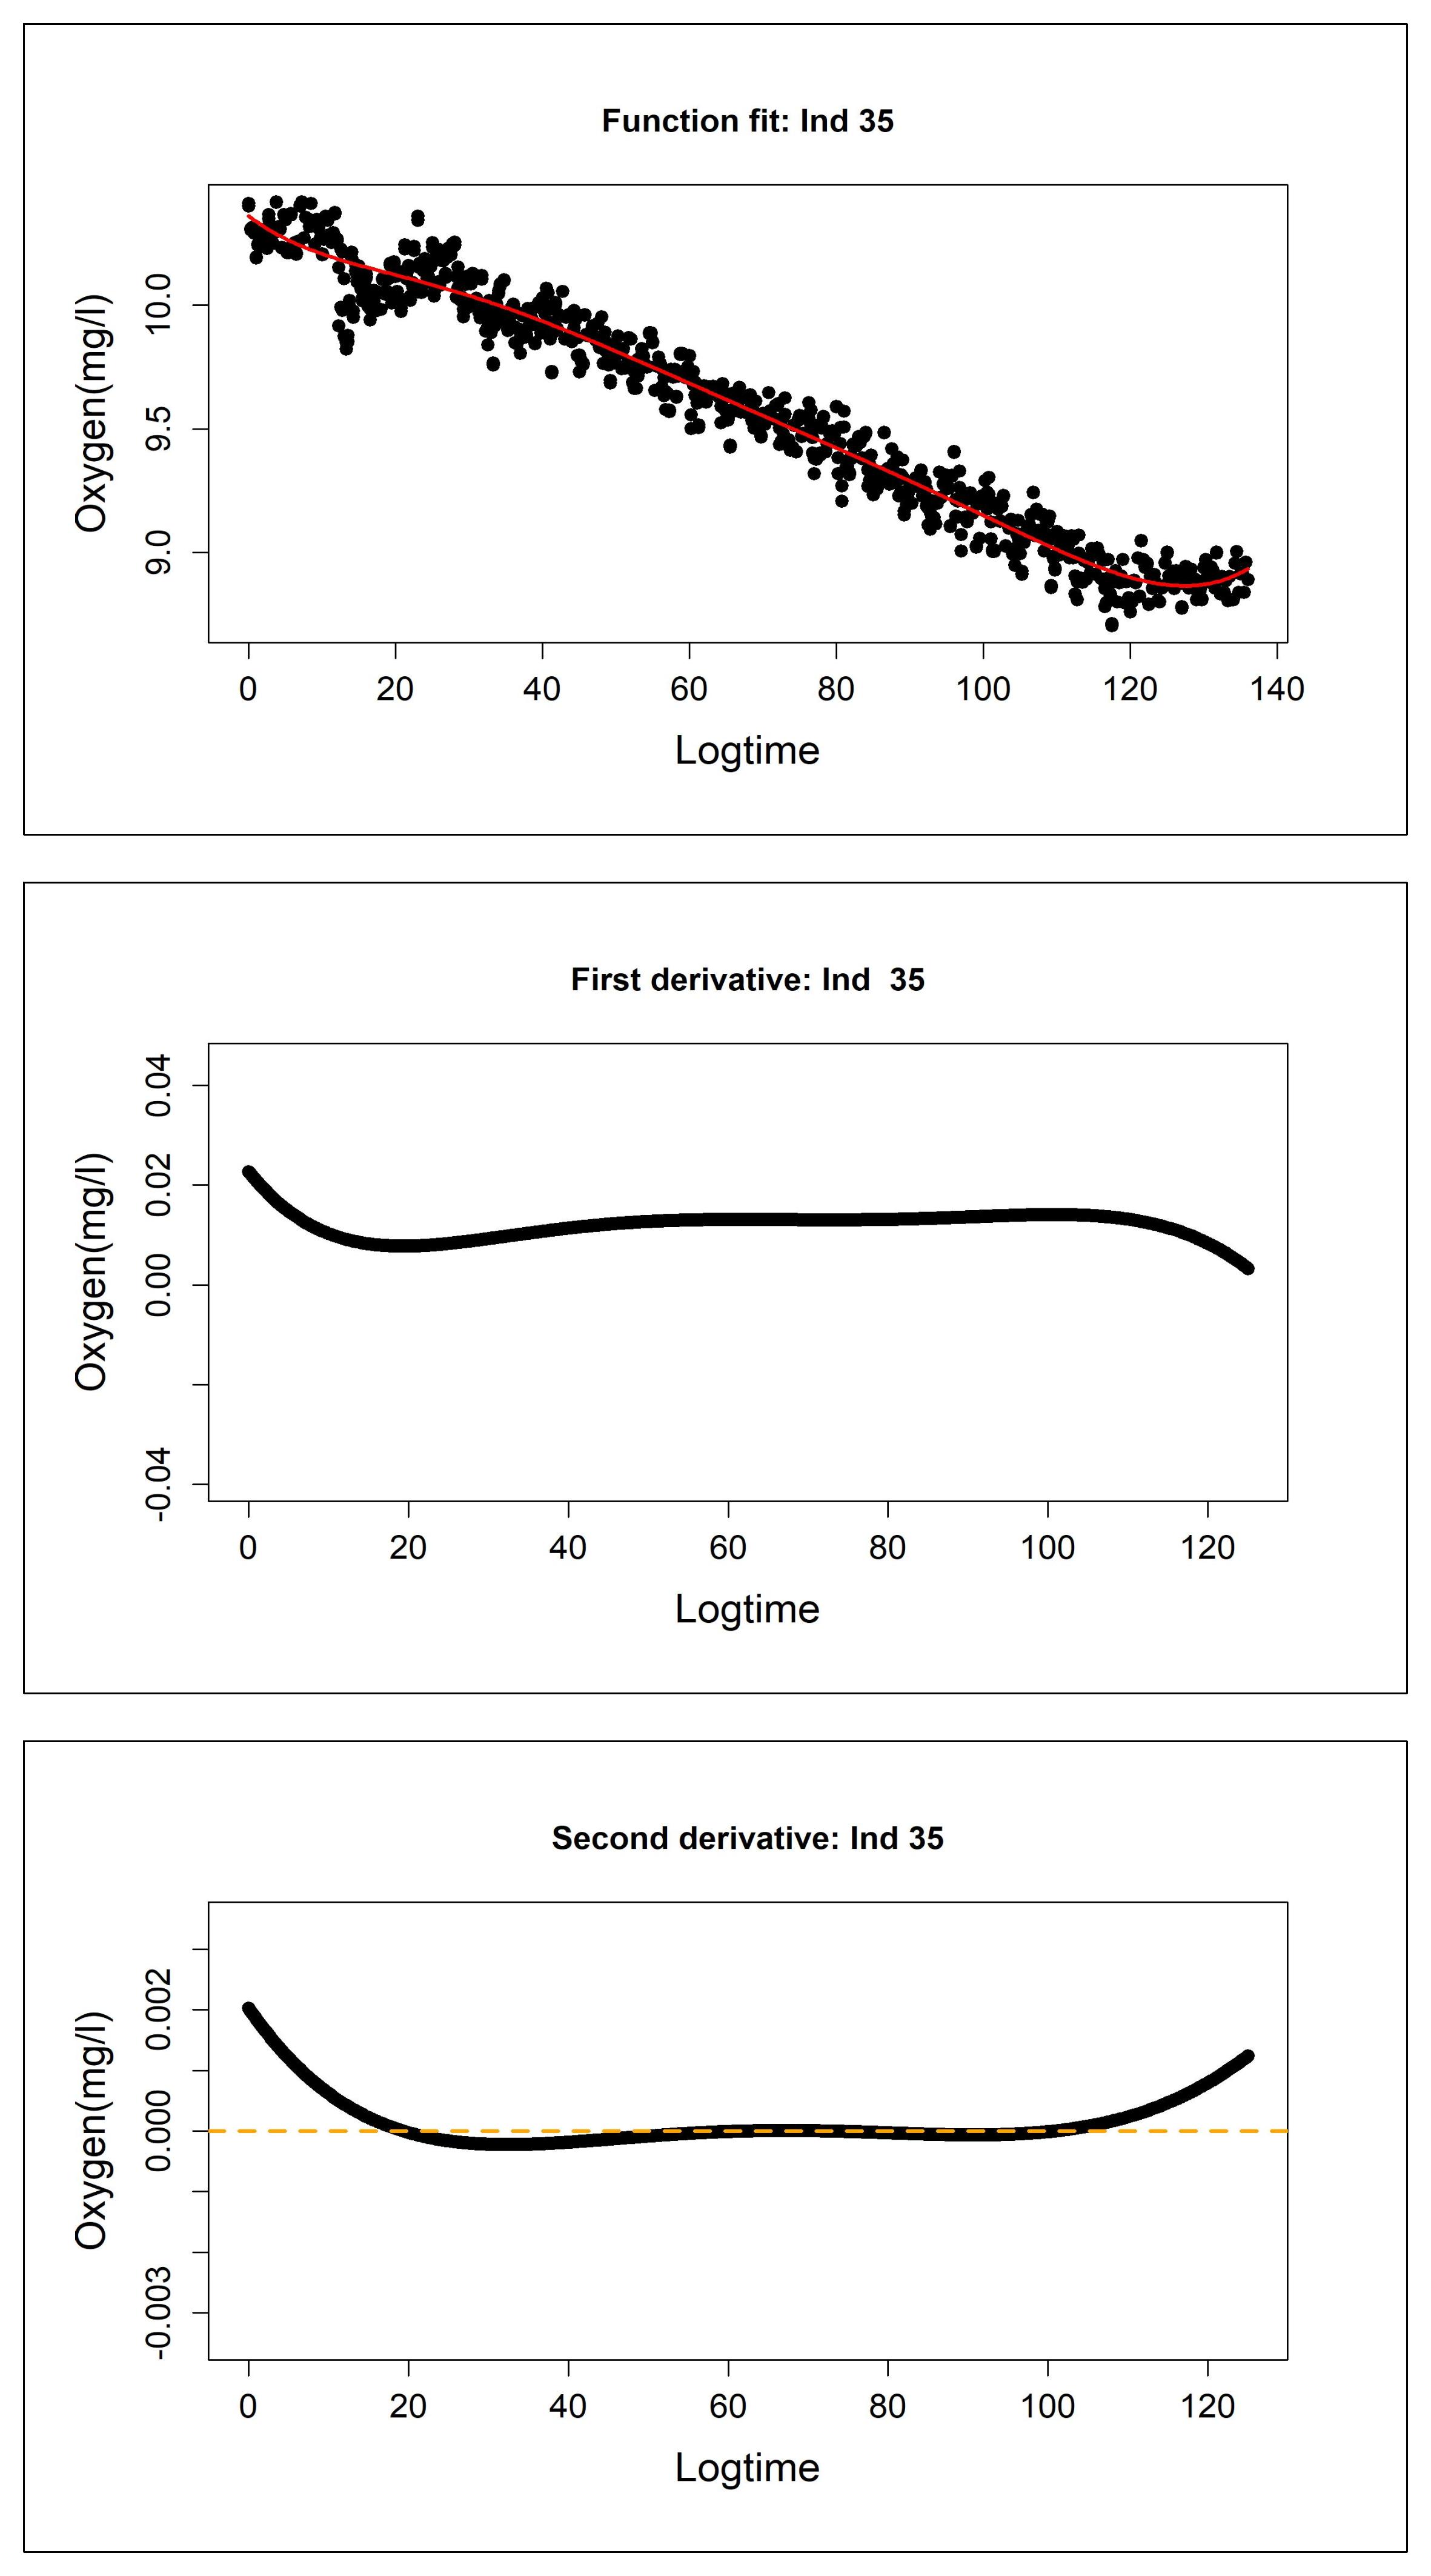 Function fit: Ind 35
Oxygen(mg/l)
10.0
9.5
9.0
0 20 40 60 80 100 120 140
Logtime
First derivative: Ind  35
Oxygen(mg/l)
0.04
0.02
0.00
-0.04
0 20 40 60 80 100 120
Logtime
Second derivative: Ind 35
Oxygen(mg/l)
0.002
0.000
-0.003
0 20 40 60 80 100 120
Logtime